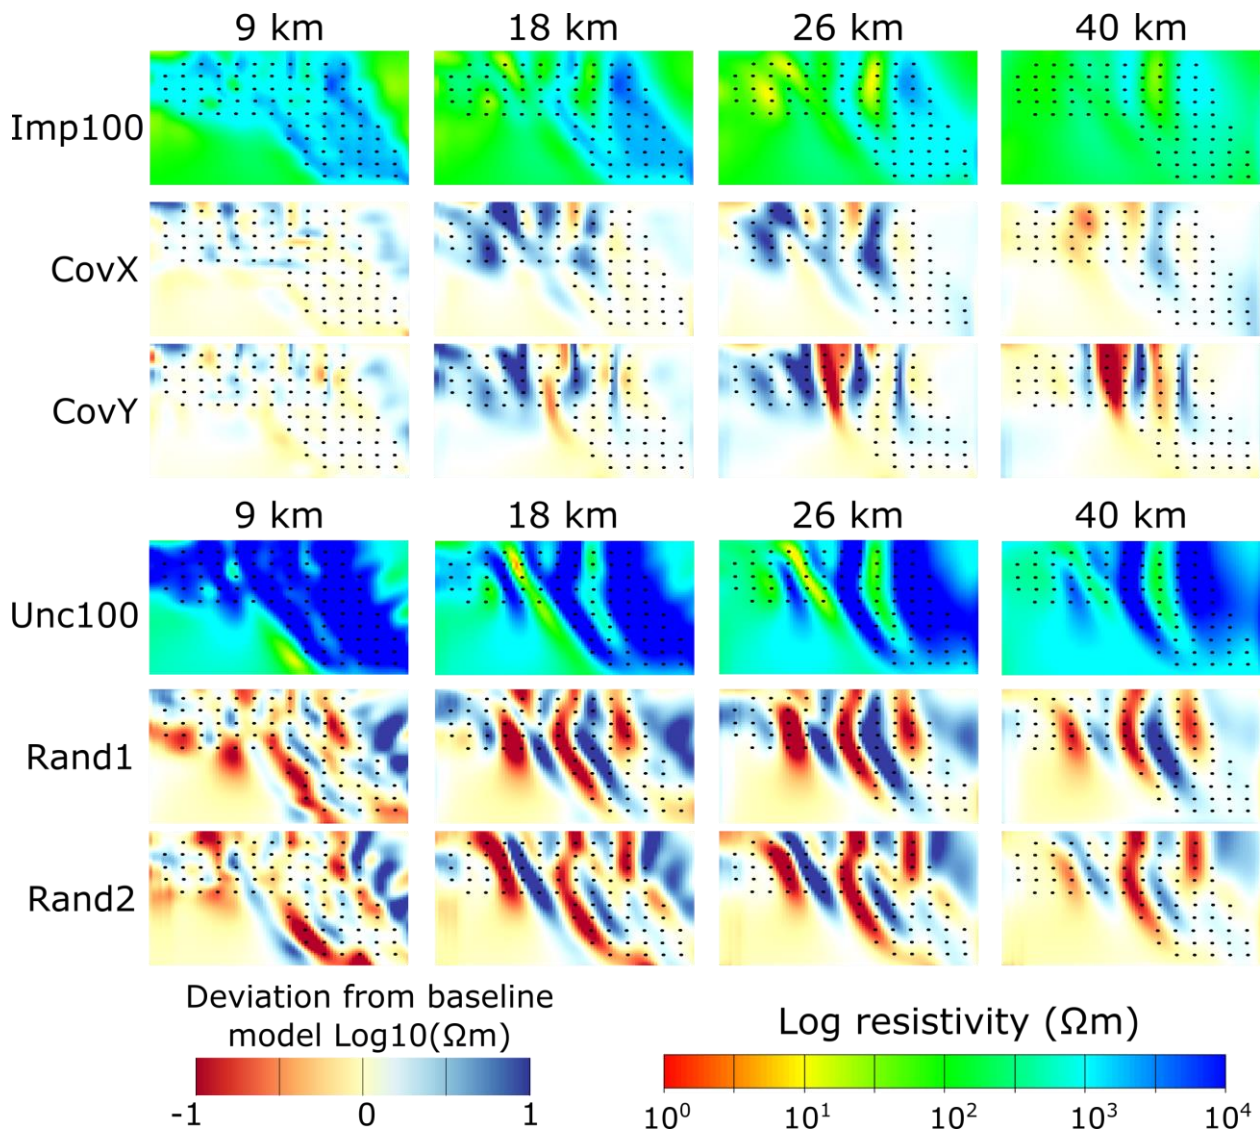 9 km 18 km 26 km 40 km
Imp100
CovX
CovY
9 km 18 km 26 km 40 km
Unc100
Rand1
Rand2
Deviation from baseline
model Log10(Ωm)
-1 0 1
Log resistivity (Ωm)
10⁰ 10¹ 10² 10³ 10⁴